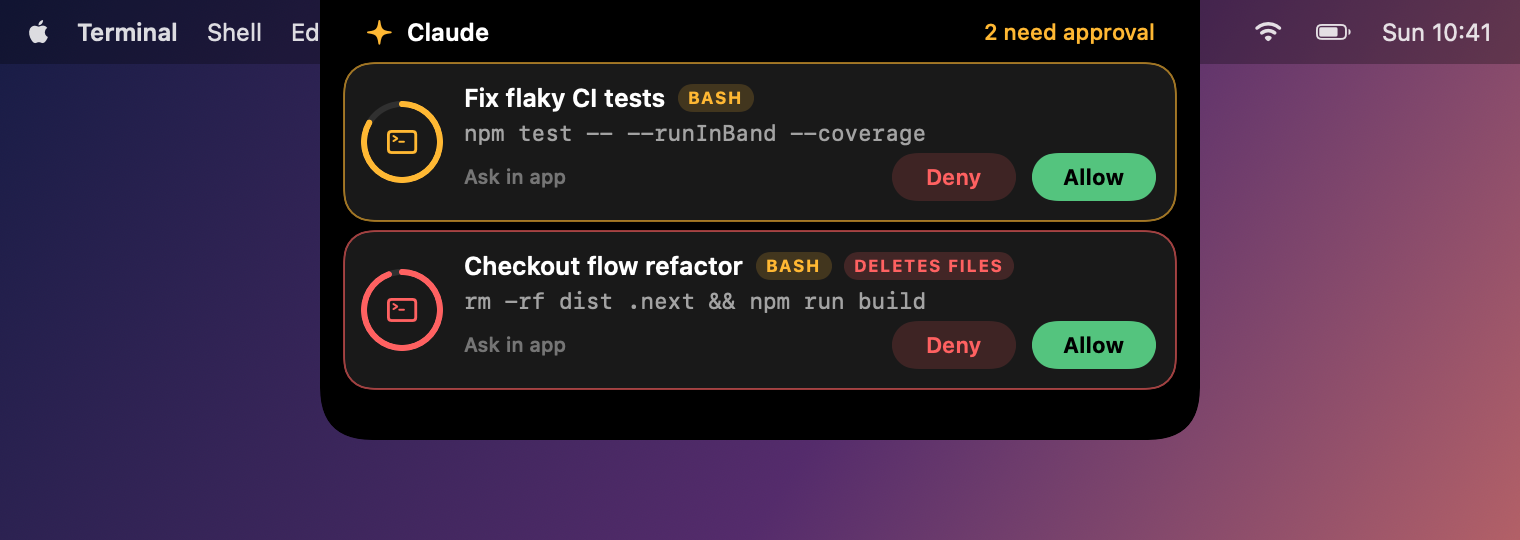 Terminal Shell Ed
Claude
2 need approval
Sun 10:41
Fix flaky CI tests BASH
npm test -- --runInBand --coverage
Ask in app Deny Allow
Checkout flow refactor BASH DELETES FILES
rm -rf dist .next && npm run build
Ask in app Deny Allow